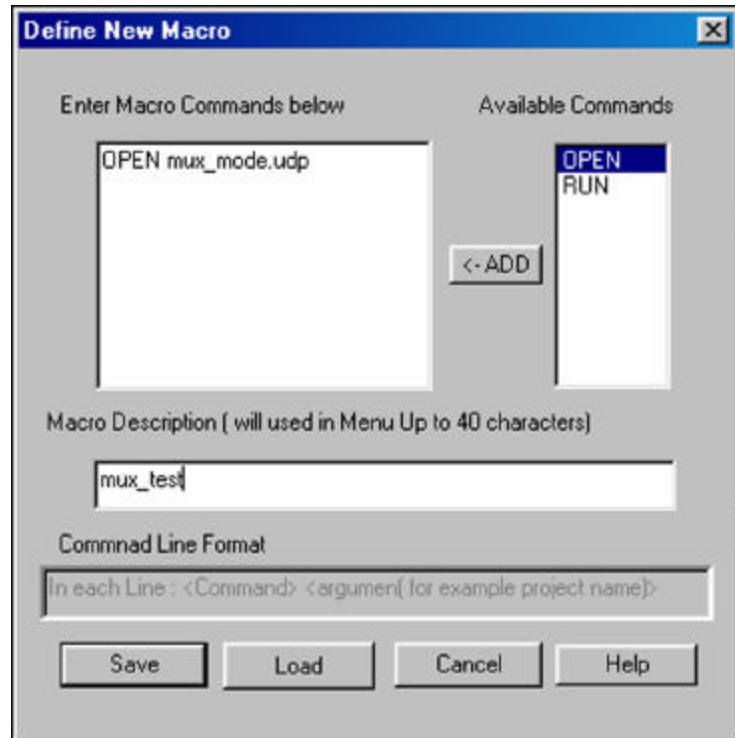 Define New Macro
Enter Macro Commands below
Available Commands
OPEN mux_mode.udp
OPEN
RUN
<- ADD
Macro Description ( will used in Menu Up to 40 characters)
mux_test
Commnad Line Format
In each Line : <Command> <argumen( for example project name)>
Save
Load
Cancel
Help